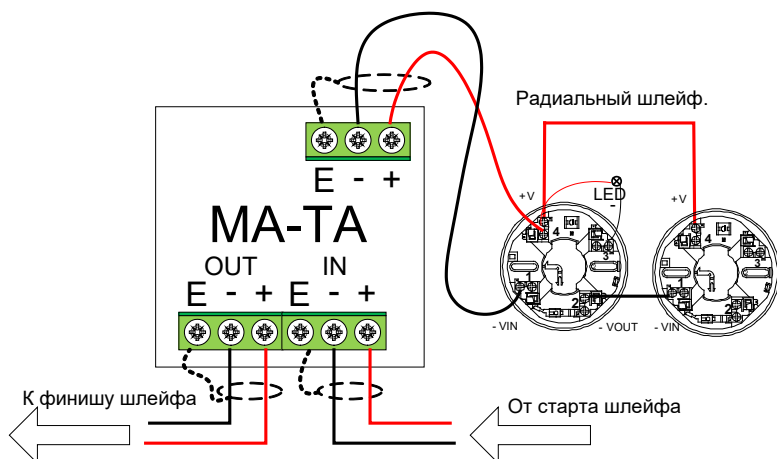 Радиальный шлейф.
E - +
+V
LED
-
+V
MA-TA
4
3
1
2
4
3
1
2
OUT IN
E - + E - +
- VIN
- VOUT
- VIN
К финишу шлейфа
От старта шлейфа